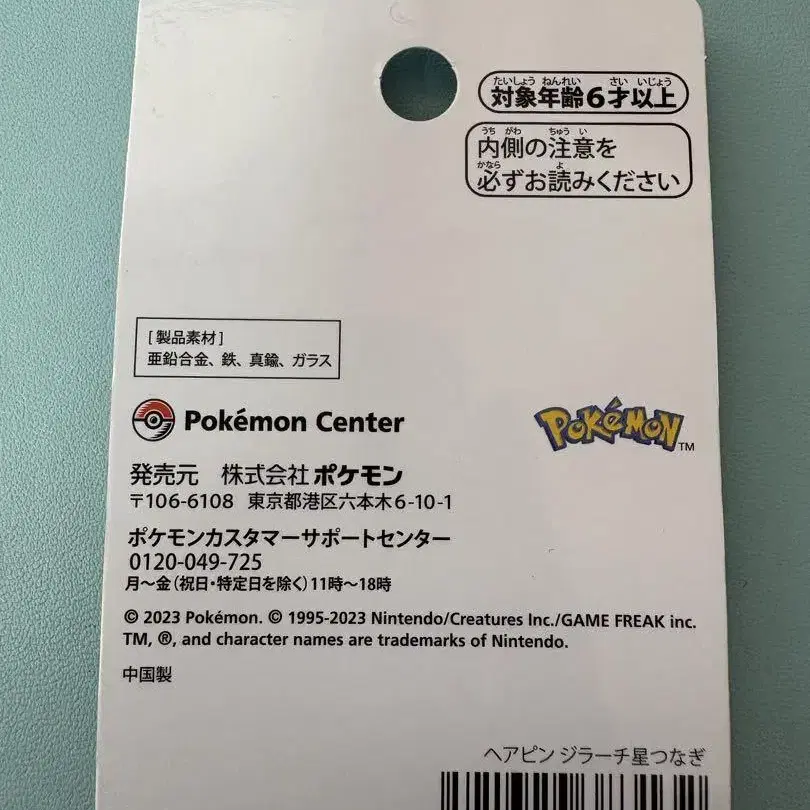 たいしょう ねんれい さい いじょう
対象年齢6才以上
うち がわ ちゅう い
内側の注意を
かなら よ
必ずお読みください
[製品素材]
亜鉛合金、鉄、真鍮、ガラス
Pokémon Center
POKéMON™
発売元 株式会社ポケモン
〒106-6108 東京都港区六本木6-10-1
ポケモンカスタマーサポートセンター
0120-049-725
月〜金(祝日・特定日を除く)11時〜18時
© 2023 Pokémon. © 1995-2023 Nintendo/Creatures Inc./GAME FREAK inc.
TM, ®, and character names are trademarks of Nintendo.
中国製
ヘアピン ジラーチ星つなぎ